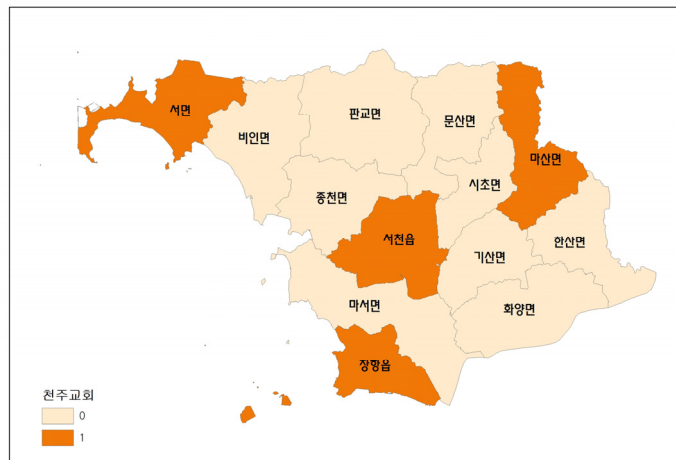 서면
비인면
판교면
문산면
마산면
시초면
종천면
서천읍
기산면
한산면
마서면
화양면
장항읍
천주교회
0
1